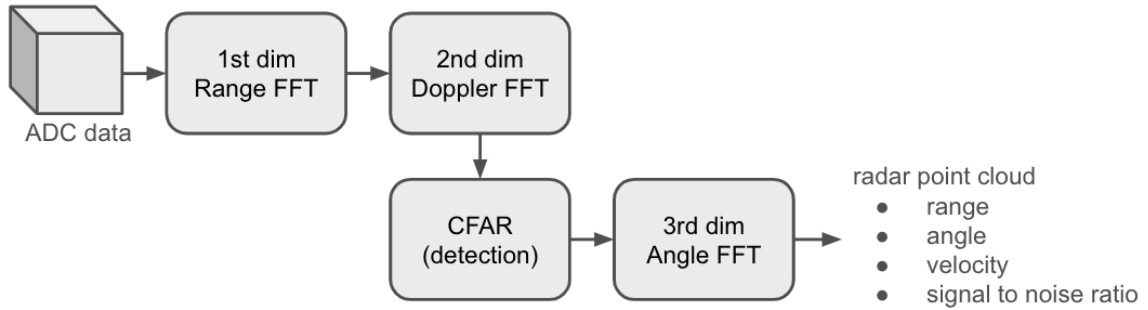 1st dim
Range FFT
2nd dim
Doppler FFT
ADC data
CFAR
(detection)
3rd dim
Angle FFT
radar point cloud
● range
● angle
● velocity
● signal to noise ratio